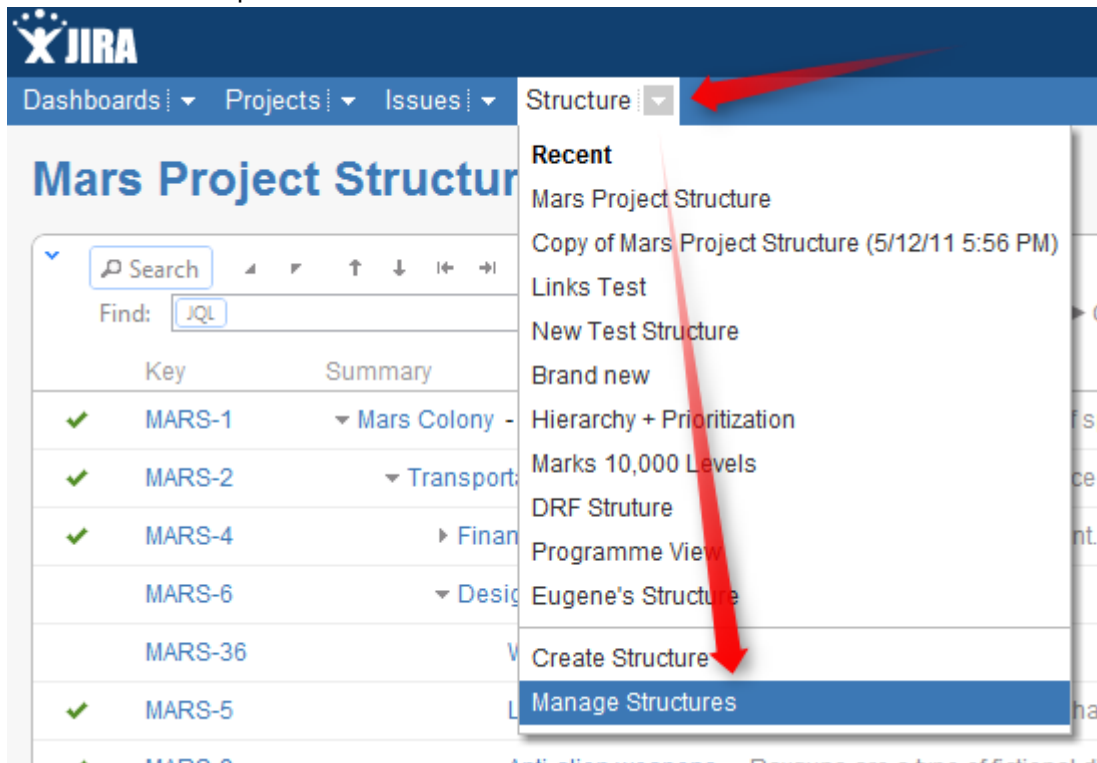 JIRA
Dashboards Projects Issues Structure
Mars Project Structur
Recent
Mars Project Structure
Copy of Mars Project Structure (5/12/11 5:56 PM)
Links Test
New Test Structure
Brand new
Hierarchy + Prioritization
Marks 10,000 Levels
DRF Struture
Programme View
Eugene's Structure
Create Structure
Manage Structures
Search
Find: JQL
Key Summary
MARS-1 Mars Colony -
MARS-2 Transport
MARS-4 Finan
MARS-6 Desig
MARS-36
MARS-5